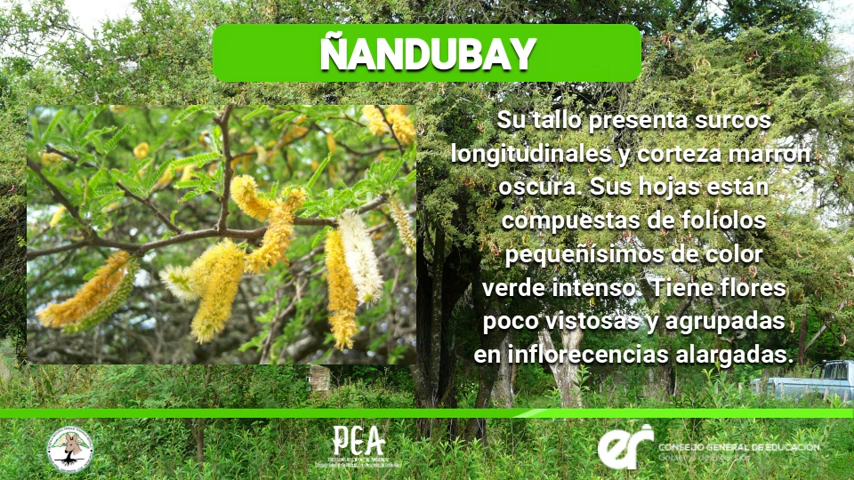 ÑANDUBAY
Su tallo presenta surcos
longitudinales y corteza marrón
oscura. Sus hojas están
compuestas de folíolos
pequeñísimos de color
verde intenso. Tiene flores
poco vistosas y agrupadas
en inflorecencias alargadas.
PEA
er
CONSEJO GENERAL DE EDUCACIÓN